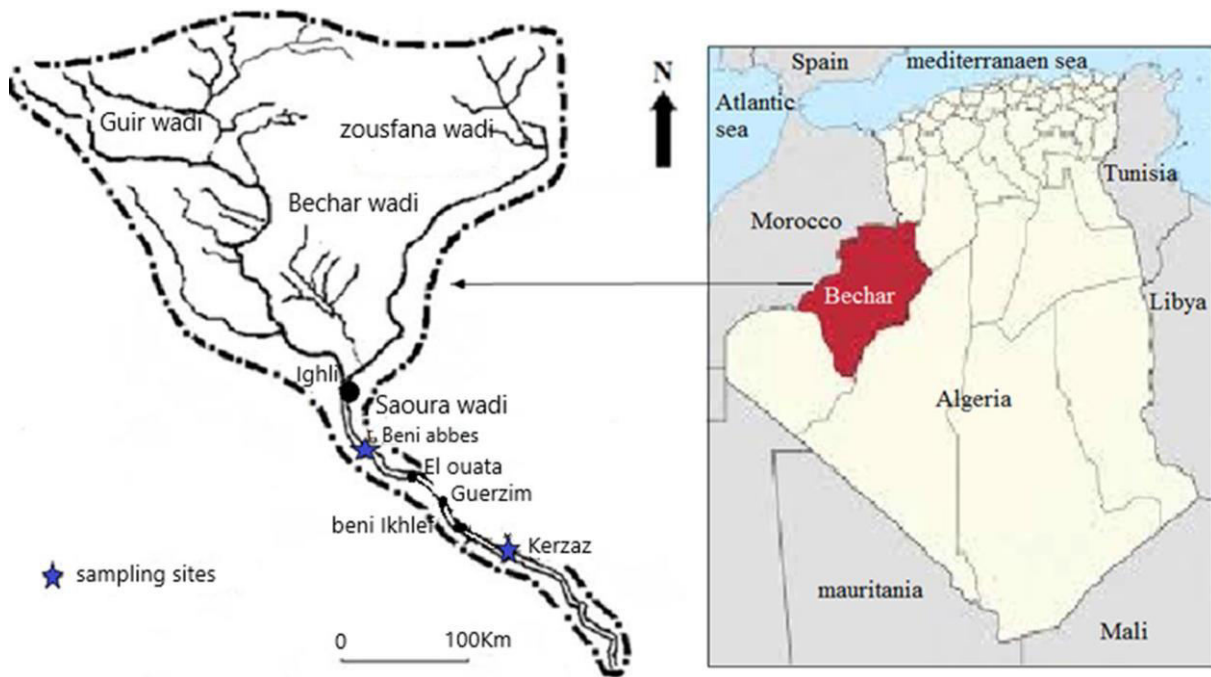 Guir wadi
zousfana wadi
Bechar wadi
Ighli
Saoura wadi
Beni abbes
El ouata
Guerzim
beni Ikhlef
Kerzaz
sampling sites
0 100Km
N
Spain
mediterranaen sea
Atlantic
sea
Tunisia
Morocco
Bechar
Libya
Algeria
mauritania
Mali